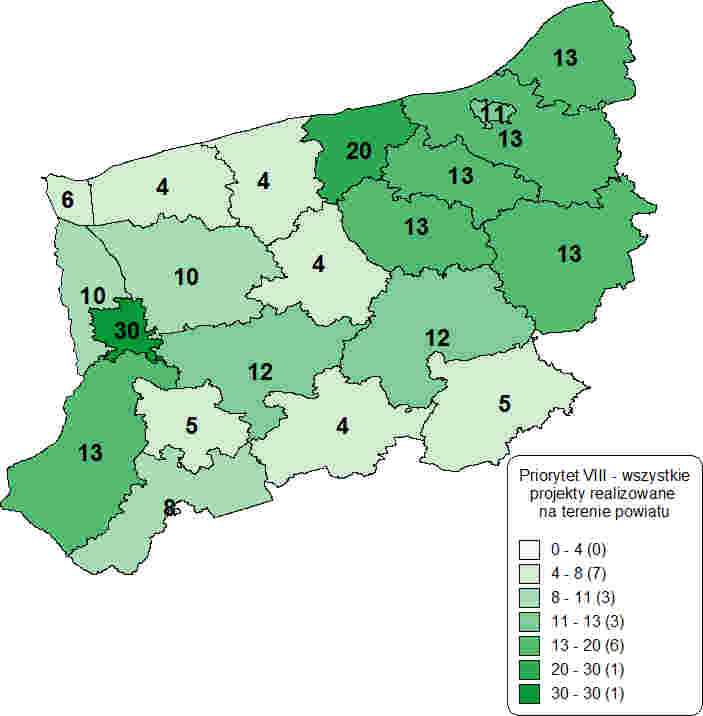 13
11
13
20
13
4
4
6
13
13
4
10
10
30
12
12
5
5
4
13
8
Priorytet VIII - wszystkie
projekty realizowane
na terenie powiatu
0 - 4 (0)
4 - 8 (7)
8 - 11 (3)
11 - 13 (3)
13 - 20 (6)
20 - 30 (1)
30 - 30 (1)